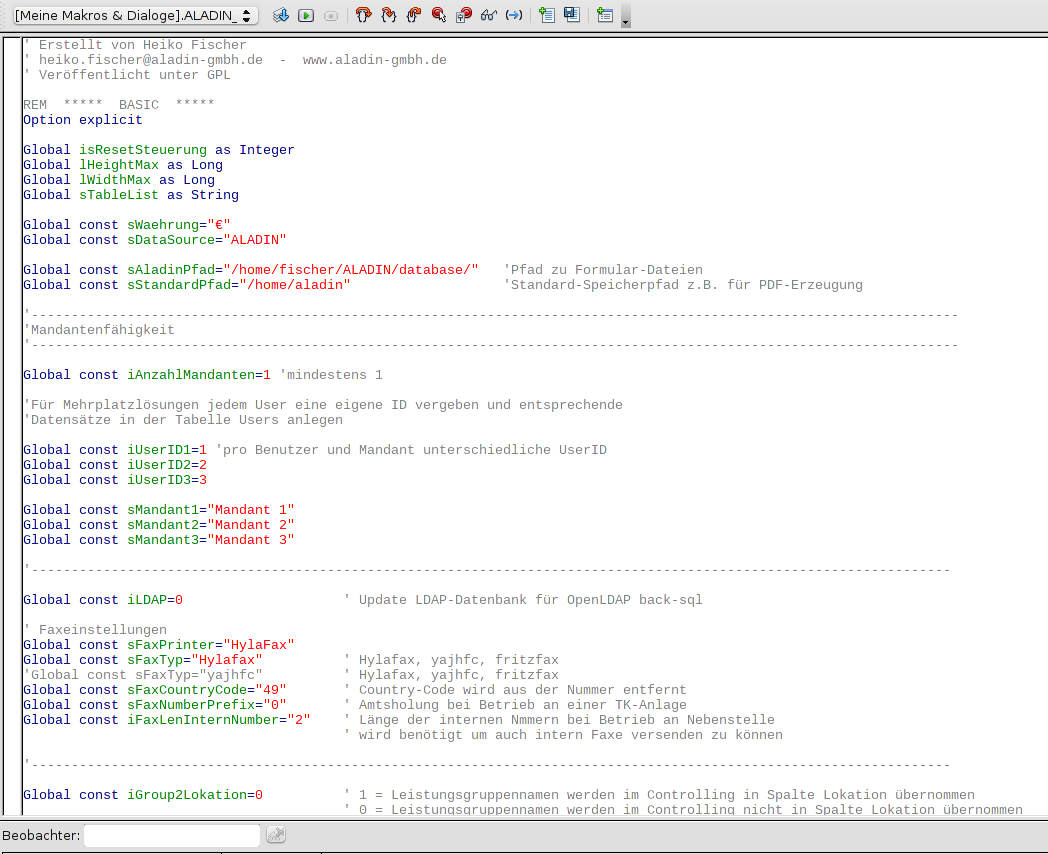 [Meine Makros & Dialoge].ALADIN_
' Erstellt von Heiko Fischer
' heiko.fischer@aladin-gmbh.de  -  www.aladin-gmbh.de
' Veröffentlicht unter GPL
REM  *****  BASIC  *****
Option explicit
Global isResetSteuerung as Integer
Global lHeightMax as Long
Global lWidthMax as Long
Global sTableList as String
Global const sWaehrung="€"
Global const sDataSource="ALADIN"
Global const sAladinPfad="/home/fischer/ALADIN/database/"   'Pfad zu Formular-Dateien
Global const sStandardPfad="/home/aladin"                   'Standard-Speicherpfad z.B. für PDF-Erzeugung
'--------------------------------------------------------------------------------------------------------------------
'Mandantenfähigkeit
'--------------------------------------------------------------------------------------------------------------------
Global const iAnzahlMandanten=1 'mindestens 1
'Für Mehrplatzlösungen jedem User eine eigene ID vergeben und entsprechende
'Datensätze in der Tabelle Users anlegen
Global const iUserID1=1 'pro Benutzer und Mandant unterschiedliche UserID
Global const iUserID2=2
Global const iUserID3=3
Global const sMandant1="Mandant 1"
Global const sMandant2="Mandant 2"
Global const sMandant3="Mandant 3"
'-------------------------------------------------------------------------------------------------------------------
Global const iLDAP=0                    ' Update LDAP-Datenbank für OpenLDAP back-sql
' Faxeinstellungen
Global const sFaxPrinter="HylaFax"
Global const sFaxTyp="Hylafax"          ' Hylafax, yajhfc, fritzfax
'Global const sFaxTyp="yajhfc"          ' Hylafax, yajhfc, fritzfax
Global const sFaxCountryCode="49"       ' Country-Code wird aus der Nummer entfernt
Global const sFaxNumberPrefix="0"       ' Amtsholung bei Betrieb an einer TK-Anlage
Global const iFaxLenInternNumber="2"    ' Länge der internen Nmmern bei Betrieb an Nebenstelle
                                        ' wird benötigt um auch intern Faxe versenden zu können
'-------------------------------------------------------------------------------------------------------------------
Global const iGroup2Lokation=0          ' 1 = Leistungsgruppennamen werden im Controlling in Spalte Lokation übernommen
                                        ' 0 = Leistungsgruppennamen werden im Controlling nicht in Spalte Lokation übernommen
Beobachter: